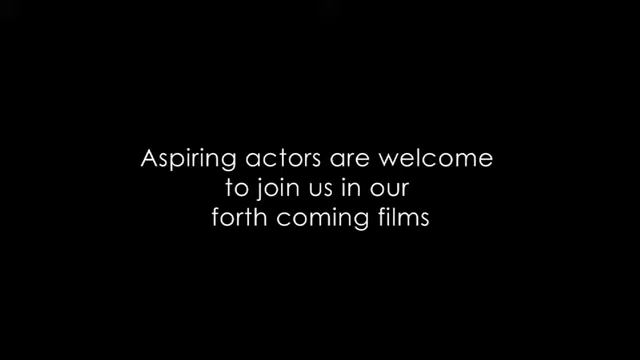 Aspiring actors are welcome
to join us in our
forth coming films